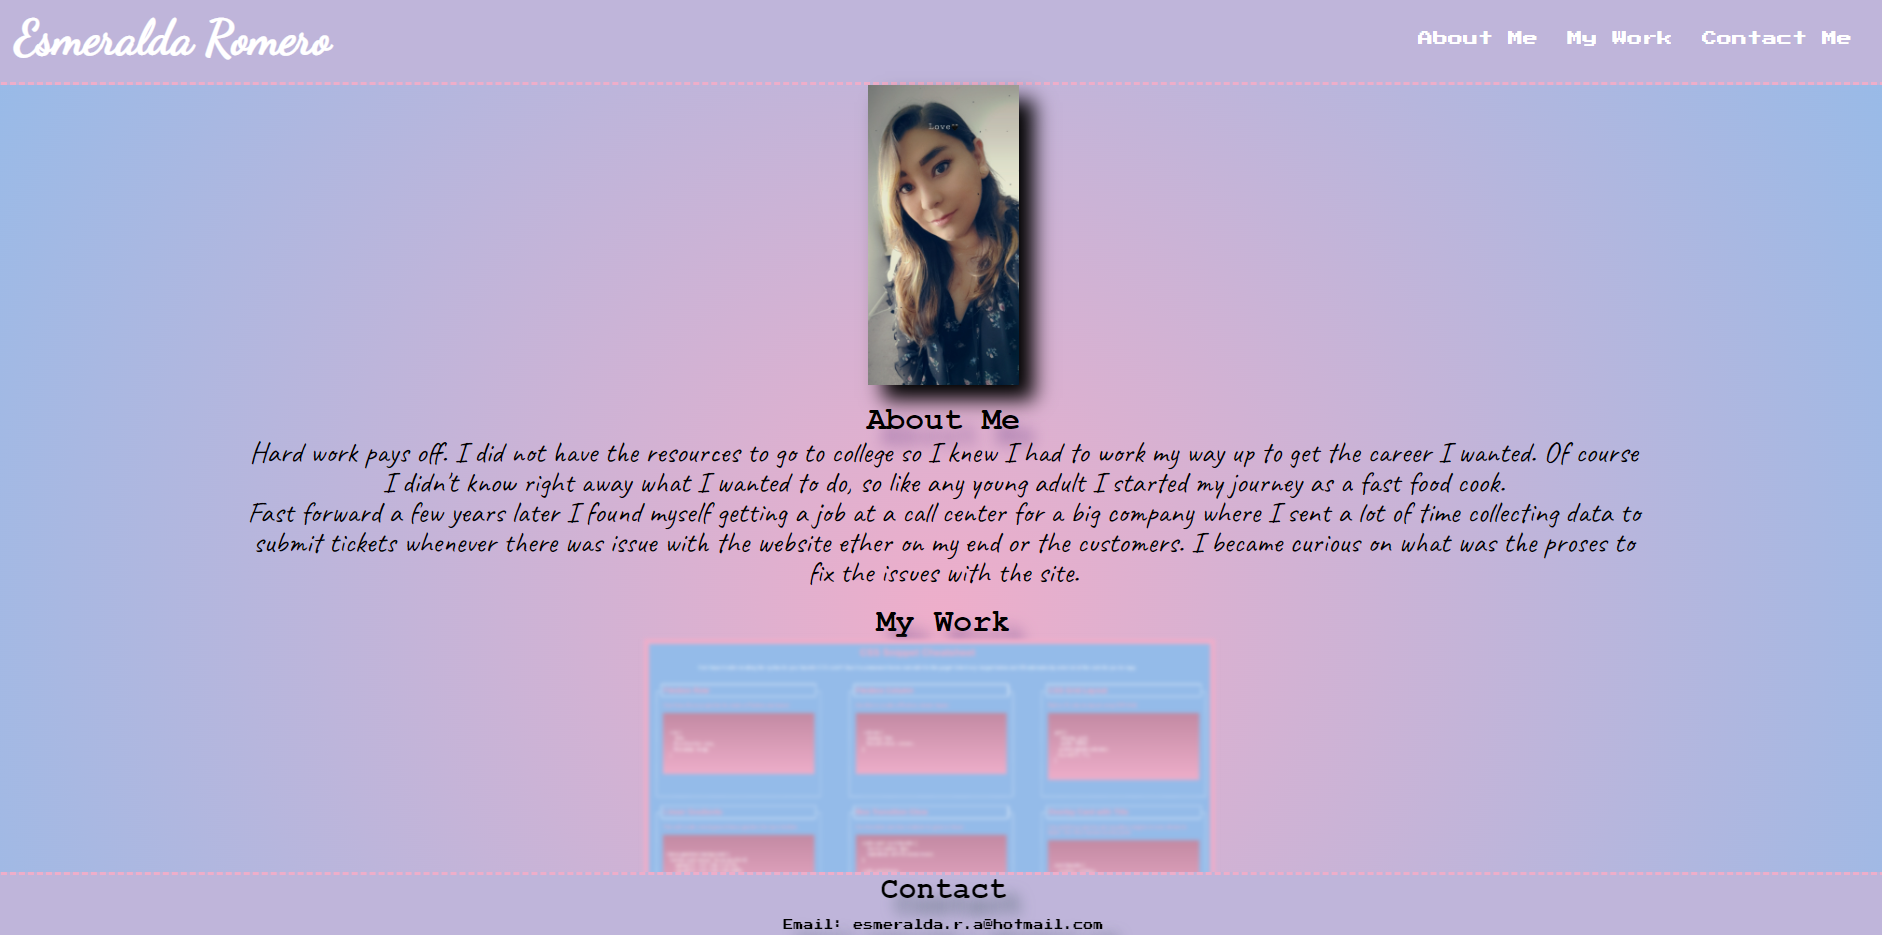 Esmeralda Romero
About Me My Work Contact Me
Love
About Me
Hard work pays off. I did not have the resources to go to college so I knew I had to work my way up to get the career I wanted. Of course
I didn't know right away what I wanted to do, so like any young adult I started my journey as a fast food cook.
Fast forward a few years later I found myself getting a job at a call center for a big company where I sent a lot of time collecting data to
submit tickets whenever there was issue with the website ether on my end or the customers. I became curious on what was the proses to
fix the issues with the site.
My Work
Contact
Email: esmeralda.r.a@hotmail.com